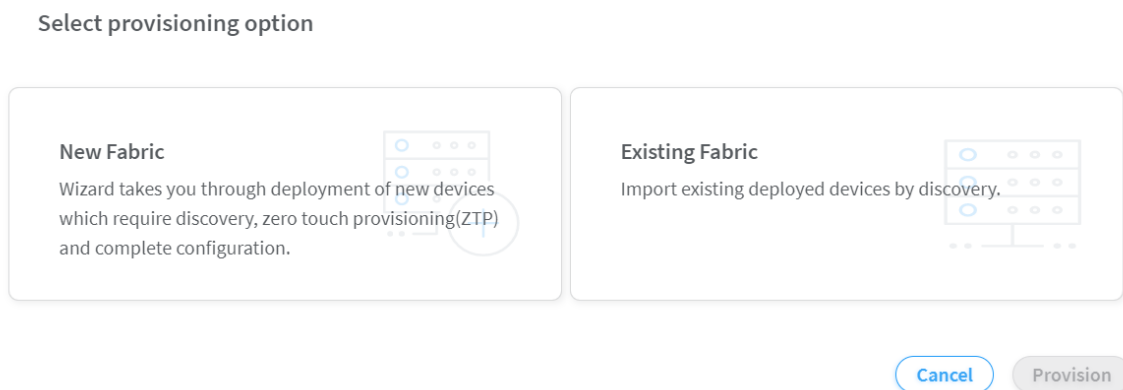 Select provisioning option
New Fabric
Wizard takes you through deployment of new devices
which require discovery, zero touch provisioning(ZTP)
and complete configuration.
Existing Fabric
Import existing deployed devices by discovery.
Cancel
Provision